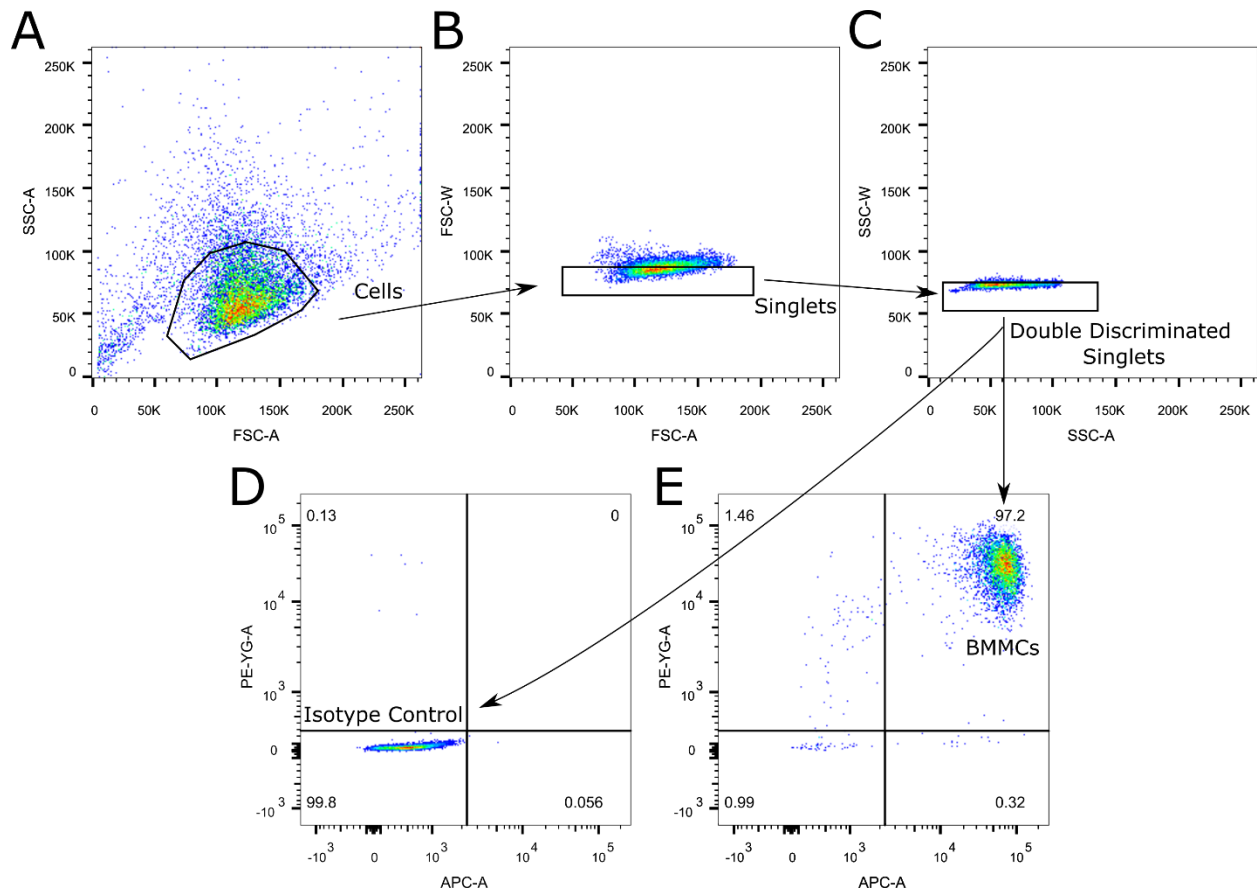 A
B
C
250K
200K
150K
100K
50K
0
SSC-A
0
50K
100K
150K
200K
250K
FSC-A
Cells
250K
200K
150K
100K
50K
0
FSC-W
0
50K
100K
150K
200K
250K
FSC-A
Singlets
250K
200K
150K
100K
50K
0
SSC-W
0
50K
100K
150K
200K
250K
SSC-A
Double Discriminated
Singlets
D
E
0.13
0
10^5
10^4
10^3
0
-10^3
PE-YG-A
Isotype Control
99.8
0.056
-10^3
0
10^3
10^4
10^5
APC-A
1.46
97.2
10^5
10^4
10^3
0
-10^3
PE-YG-A
BMMCs
0.99
0.32
-10^3
0
10^3
10^4
10^5
APC-A